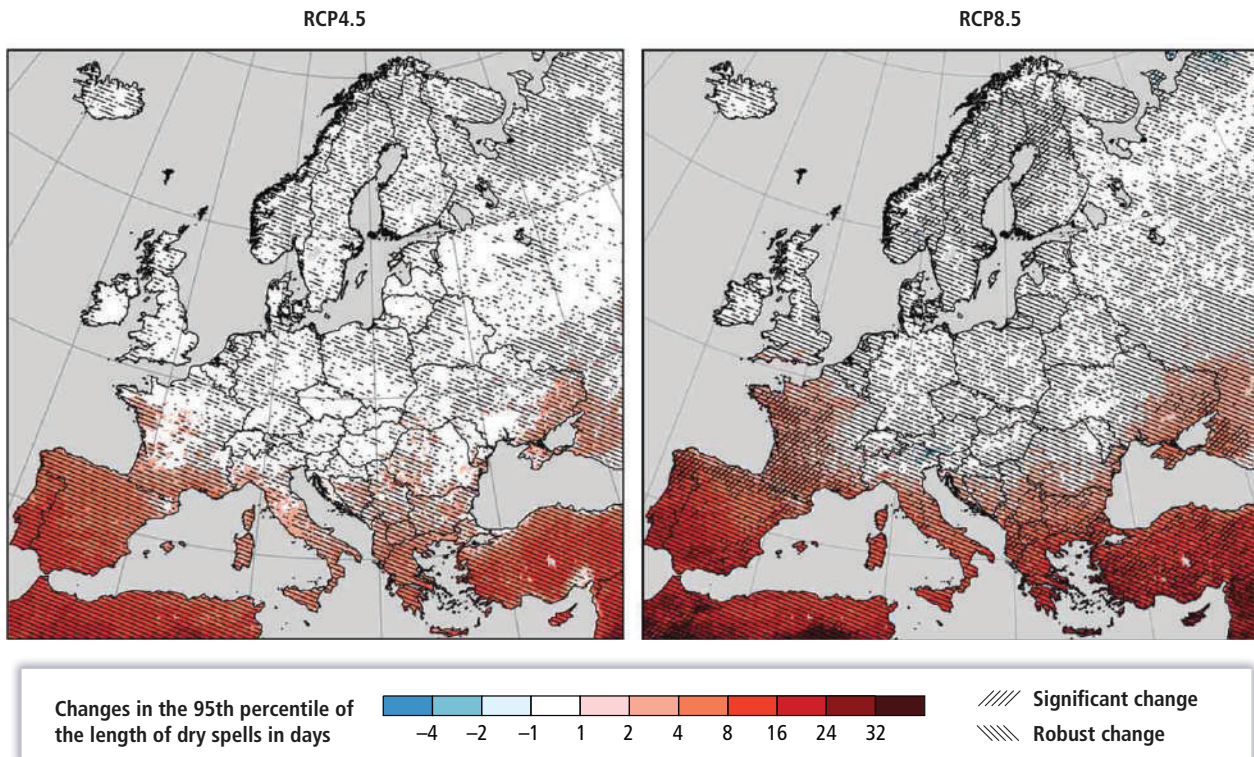 RCP4.5
RCP8.5
Changes in the 95th percentile of
the length of dry spells in days
–4 –2 –1 1 2 4 8 16 24 32
Significant change
Robust change